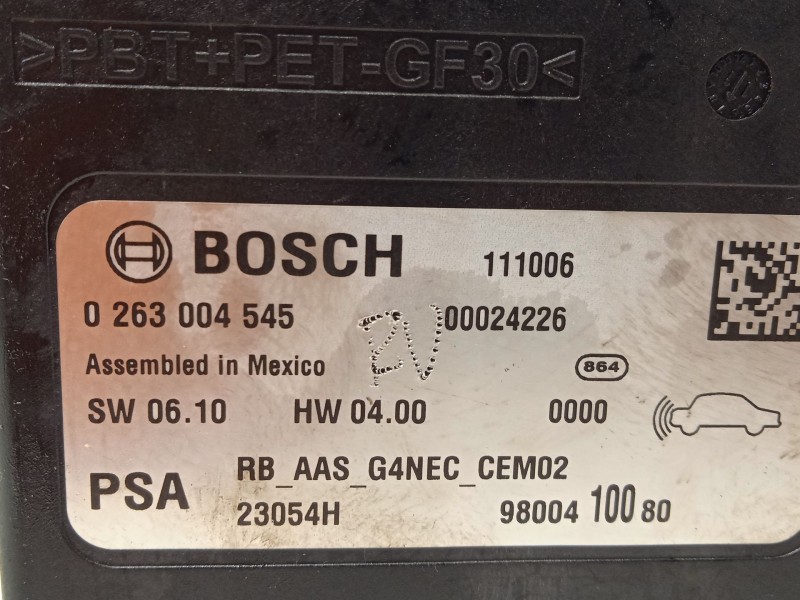 >PBT+PET-GF30<
BOSCH 111006
0 263 004 545 00024226
Assembled in Mexico 864
SW 06.10 HW 04.00 0000
PSA RB_AAS_G4NEC_CEM02
23054H 98004 100 80